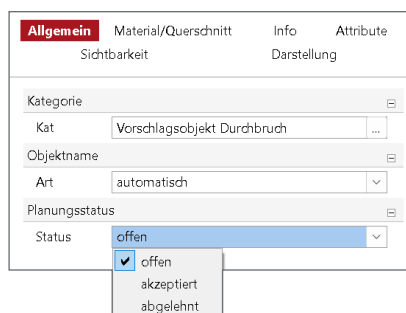 Allgemein Material/Querschnitt Info Attribute
Sichtbarkeit Darstellung
Kategorie
Kat Vorschlagsobjekt Durchbruch ...
Objektname
Art automatisch
Planungsstatus
Status offen
offen
akzeptiert
abgelehnt